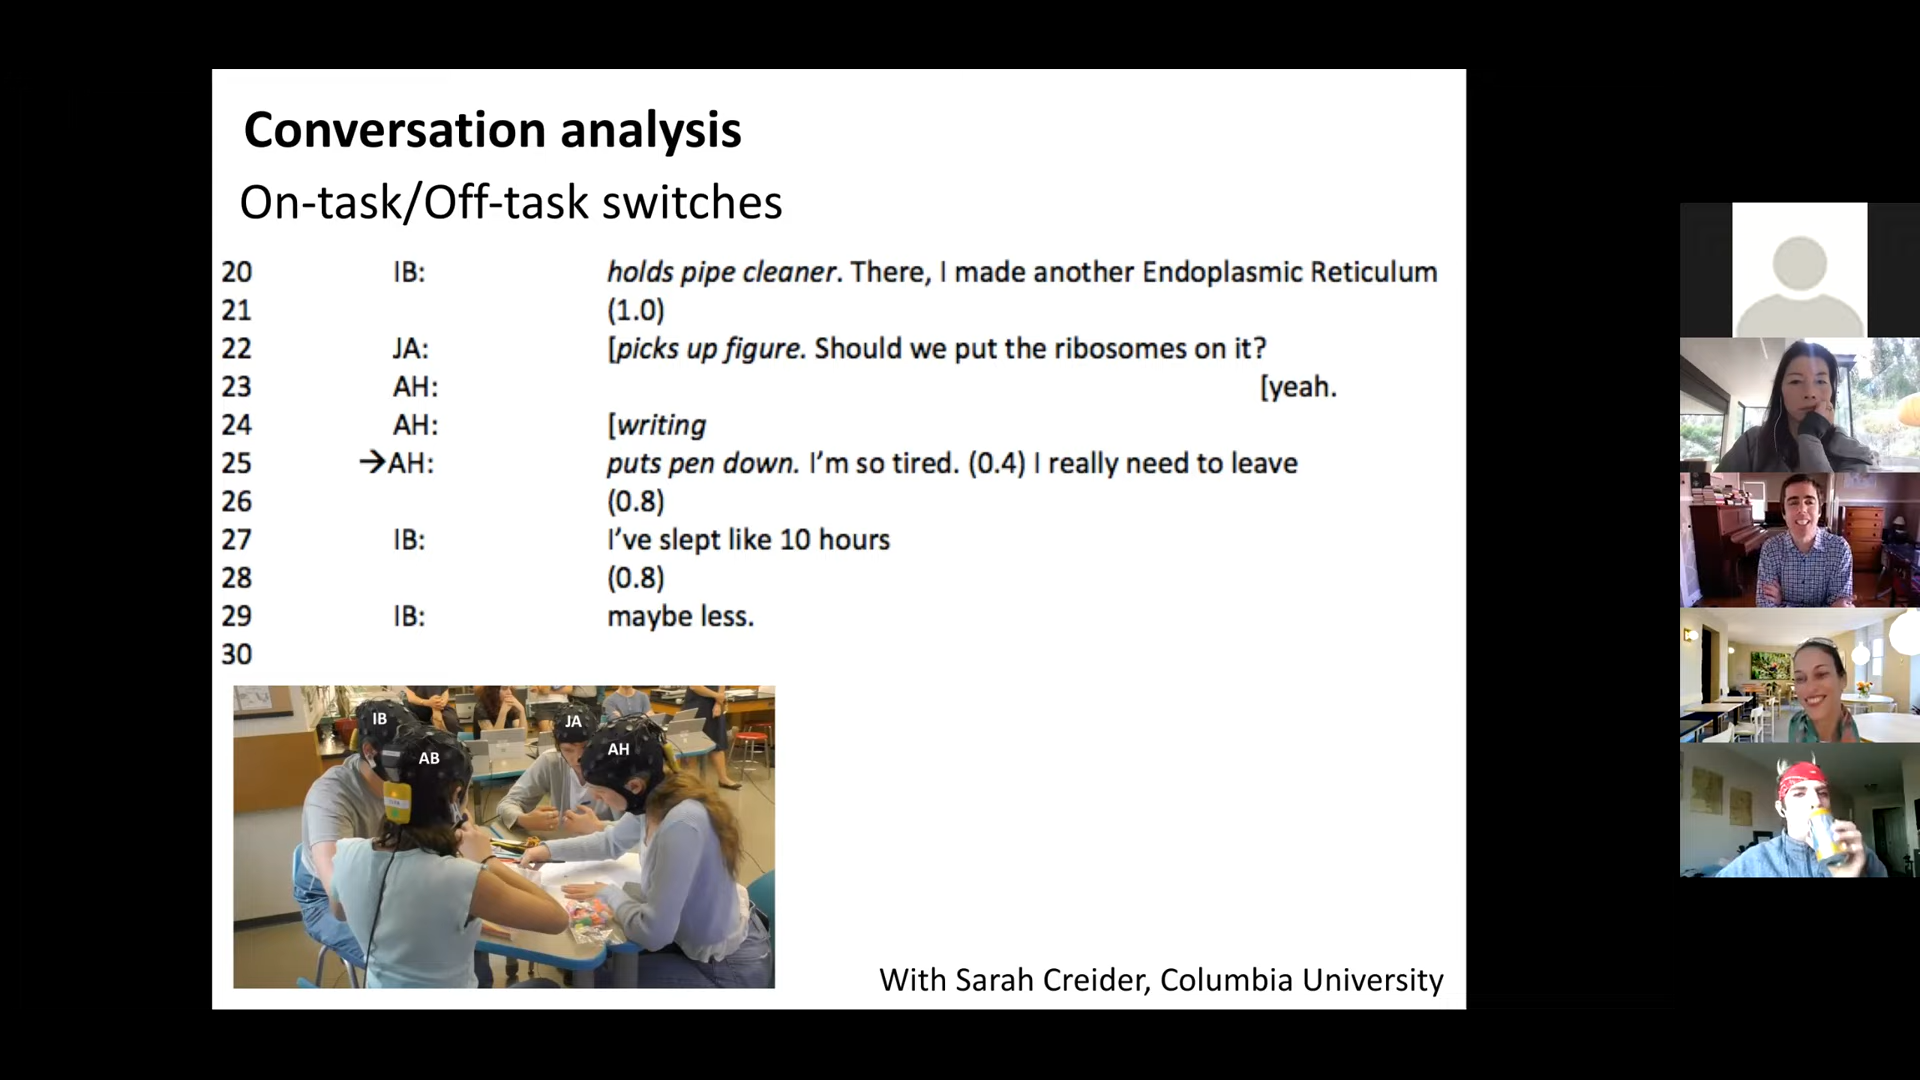 Conversation analysis
On-task/Off-task switches
20 IB: holds pipe cleaner. There, I made another Endoplasmic Reticulum
21 (1.0)
22 JA: [picks up figure. Should we put the ribosomes on it?
23 AH: [yeah.
24 AH: [writing
25 →AH: puts pen down. I'm so tired. (0.4) I really need to leave
26 (0.8)
27 IB: I've slept like 10 hours
28 (0.8)
29 IB: maybe less.
30
IB
JA
AB
AH
With Sarah Creider, Columbia University